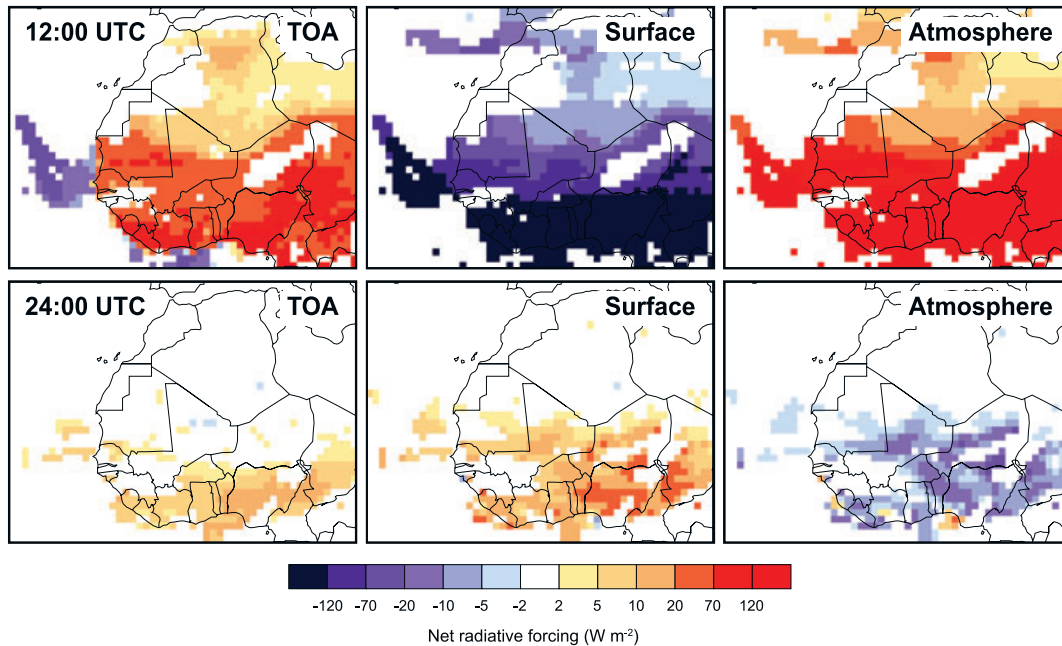 12:00 UTC TOA
Surface
Atmosphere
24:00 UTC TOA
Surface
Atmosphere
-120 -70 -20 -10 -5 -2 2 5 10 20 70 120
Net radiative forcing (W m⁻²)